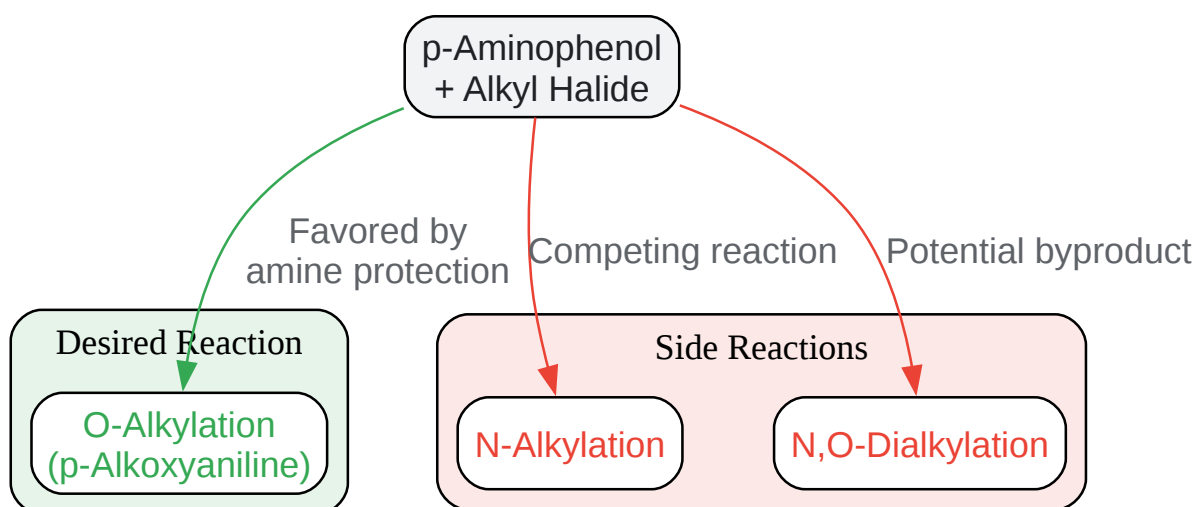 p-Aminophenol
+ Alkyl Halide
Favored by
amine protection
Competing reaction
Potential byproduct
Desired Reaction
Side Reactions
O-Alkylation
(p-Alkoxyaniline)
N-Alkylation
N,O-Dialkylation